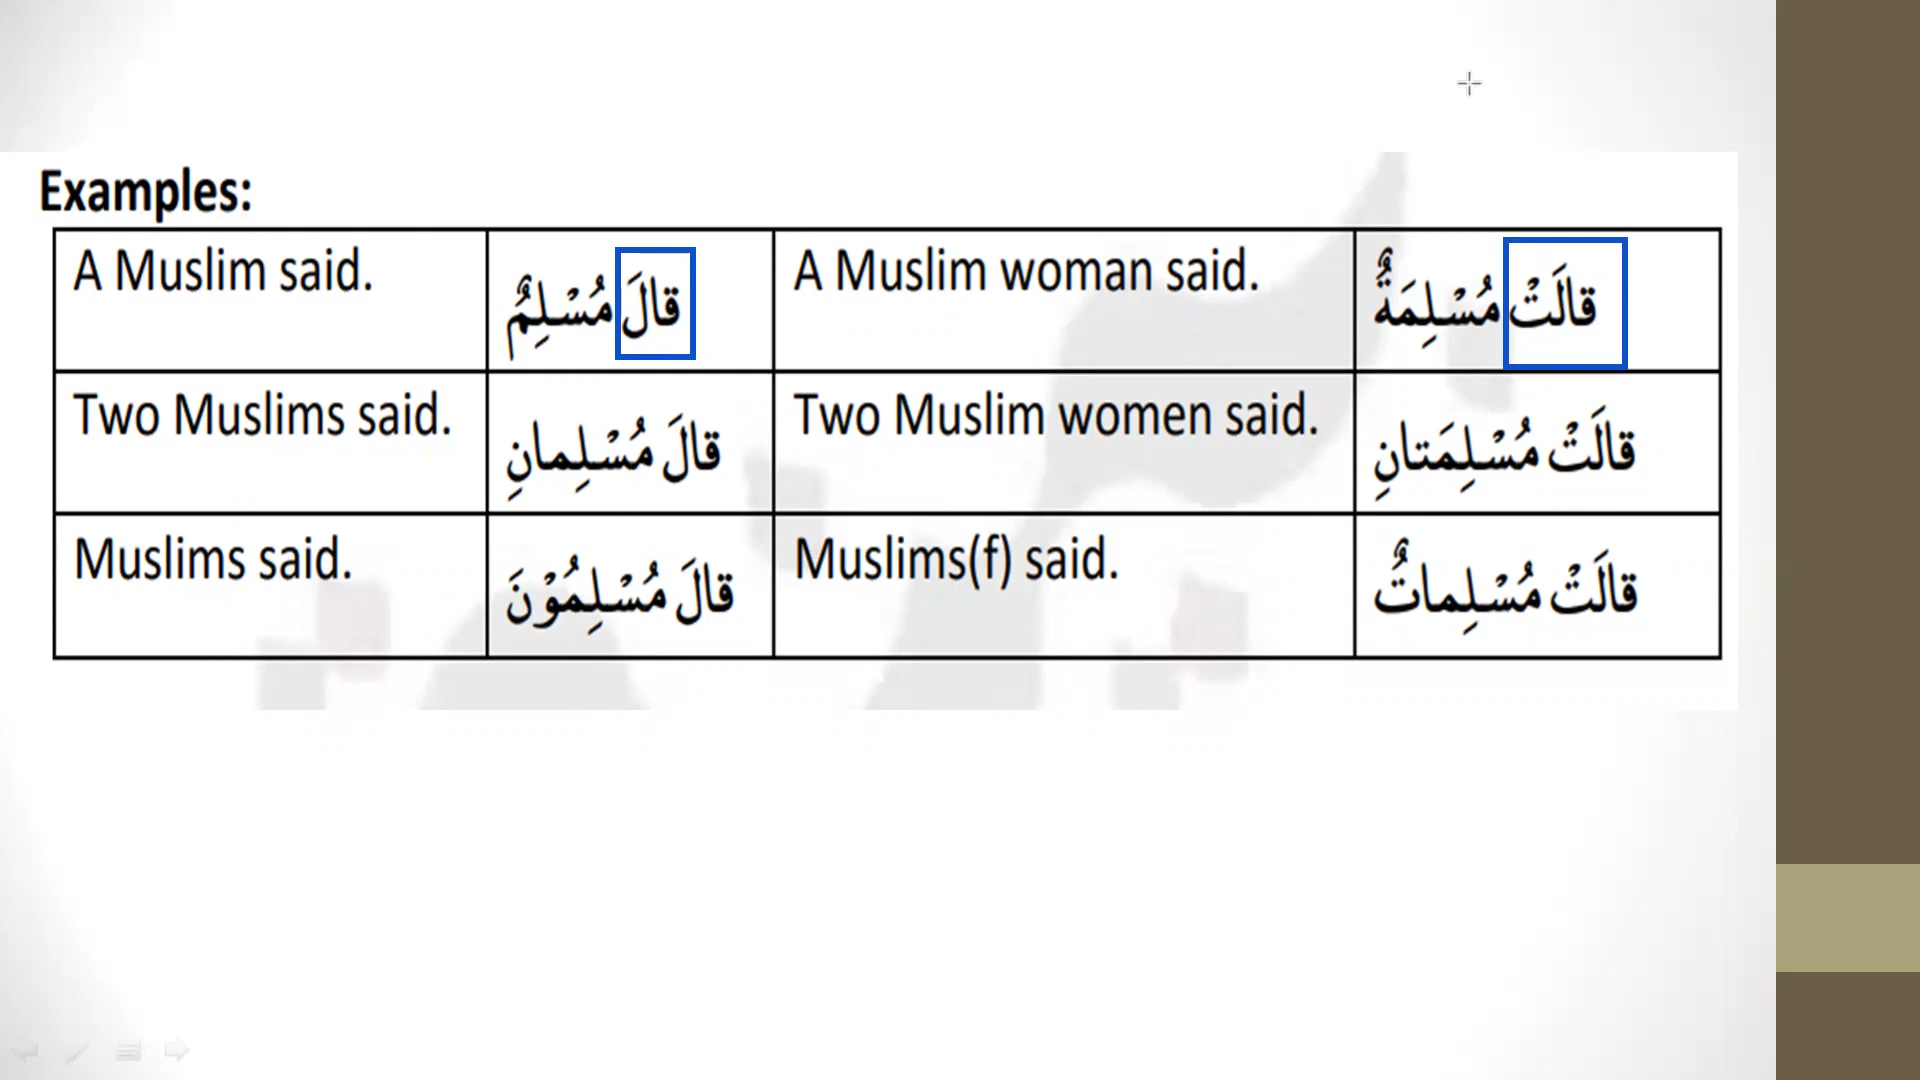 Examples:
A Muslim said. قالَ مُسْلِمٌ A Muslim woman said. قالَتْ مُسْلِمَةٌ
Two Muslims said. قالَ مُسْلِمانِ Two Muslim women said. قالَتْ مُسْلِمَتانِ
Muslims said. قالَ مُسْلِمُوْنَ Muslims(f) said. قالَتْ مُسْلِماتٌ